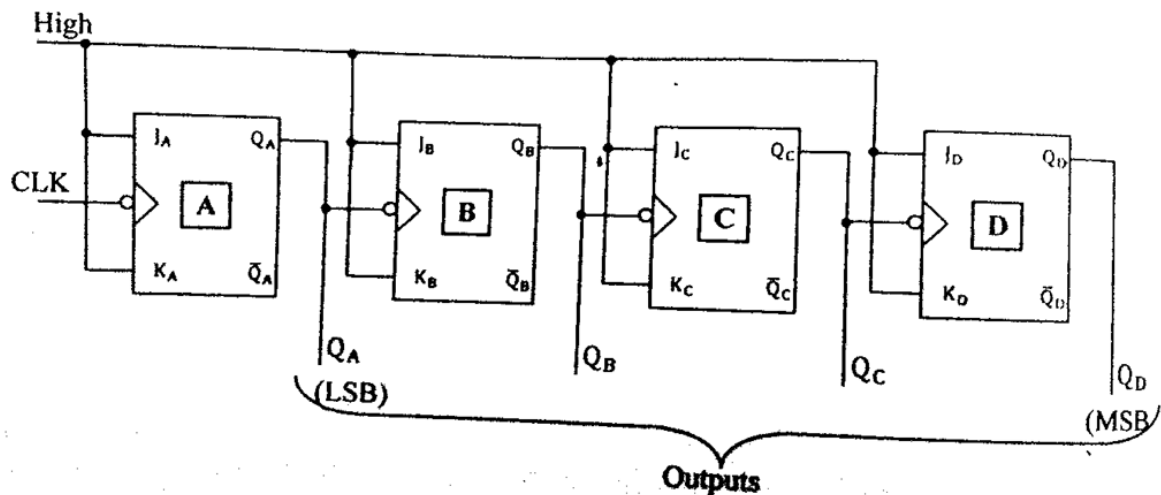 High
J_A Q_A J_B Q_B J_C Q_C J_D Q_D
CLK A B C D
K_A Q̅_A K_B Q̅_B K_C Q̅_C K_D Q̅_D
Q_A Q_B Q_C Q_D
(LSB) (MSB
Outputs